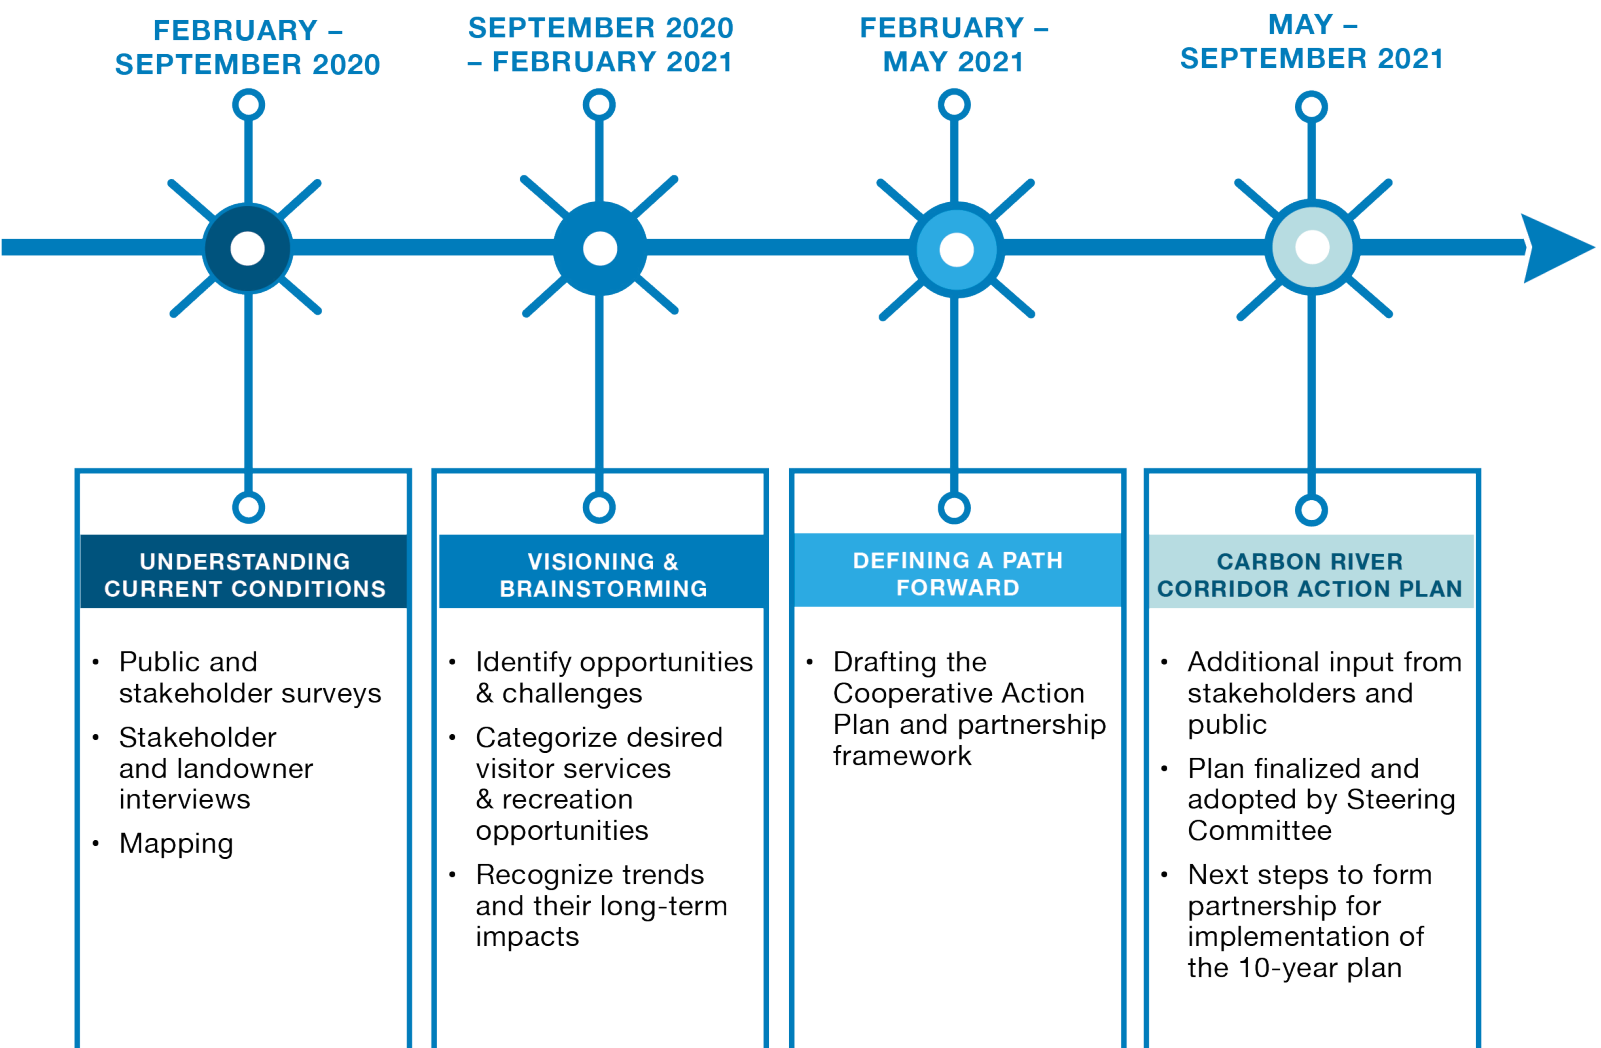 FEBRUARY –
SEPTEMBER 2020
SEPTEMBER 2020
– FEBRUARY 2021
FEBRUARY –
MAY 2021
MAY –
SEPTEMBER 2021
UNDERSTANDING
CURRENT CONDITIONS
• Public and
stakeholder surveys
• Stakeholder
and landowner
interviews
• Mapping
VISIONING &
BRAINSTORMING
• Identify opportunities
& challenges
• Categorize desired
visitor services
& recreation
opportunities
• Recognize trends
and their long-term
impacts
DEFINING A PATH
FORWARD
• Drafting the
Cooperative Action
Plan and partnership
framework
CARBON RIVER
CORRIDOR ACTION PLAN
• Additional input from
stakeholders and
public
• Plan finalized and
adopted by Steering
Committee
• Next steps to form
partnership for
implementation of
the 10-year plan